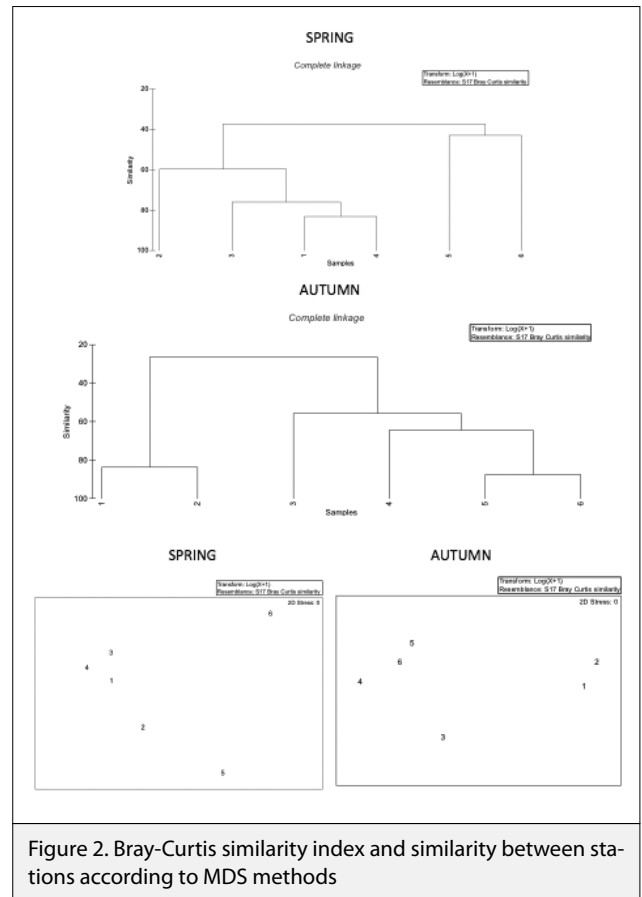 SPRING
Complete linkage
Transform: Log(X+1)
Resemblance: S17 Bray Curtis similarity
20
40
60
80
100
Similarity
2
3
1
4
5
6
Samples
AUTUMN
Complete linkage
Transform: Log(X+1)
Resemblance: S17 Bray Curtis similarity
20
40
60
80
100
Similarity
1
2
3
4
5
6
Samples
SPRING
Transform: Log(X+1)
Resemblance: S17 Bray Curtis similarity
2D Stress: 0
6
3
4
1
2
5
AUTUMN
Transform: Log(X+1)
Resemblance: S17 Bray Curtis similarity
2D Stress: 0
5
6
2
4
1
3
Figure 2. Bray-Curtis similarity index and similarity between sta-
tions according to MDS methods